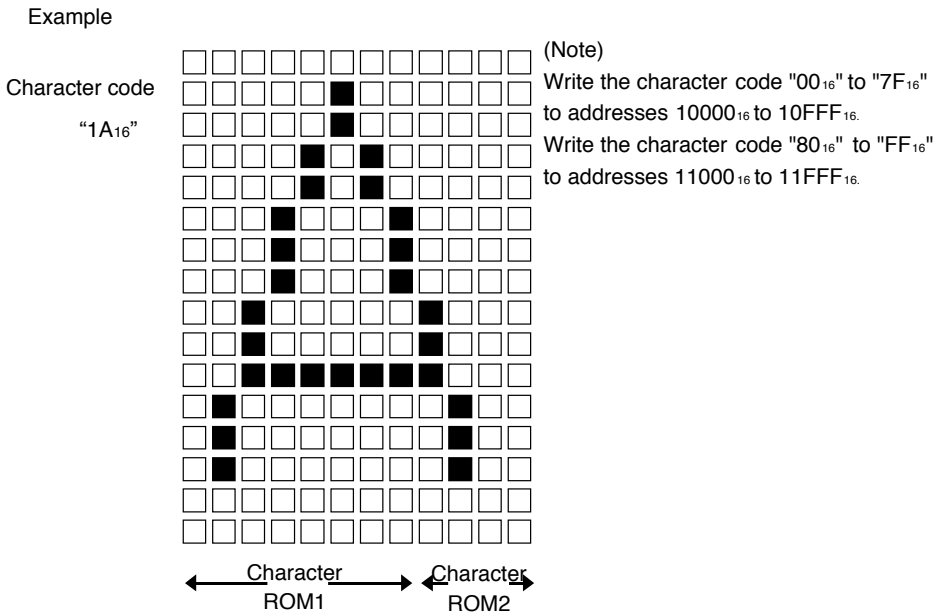 Example
Character code
“1A₁₆”
(Note)
Write the character code "00₁₆" to "7F₁₆"
to addresses 10000₁₆ to 10FFF₁₆.
Write the character code "80₁₆" to "FF₁₆"
to addresses 11000₁₆ to 11FFF₁₆.
Character
ROM1
Character
ROM2